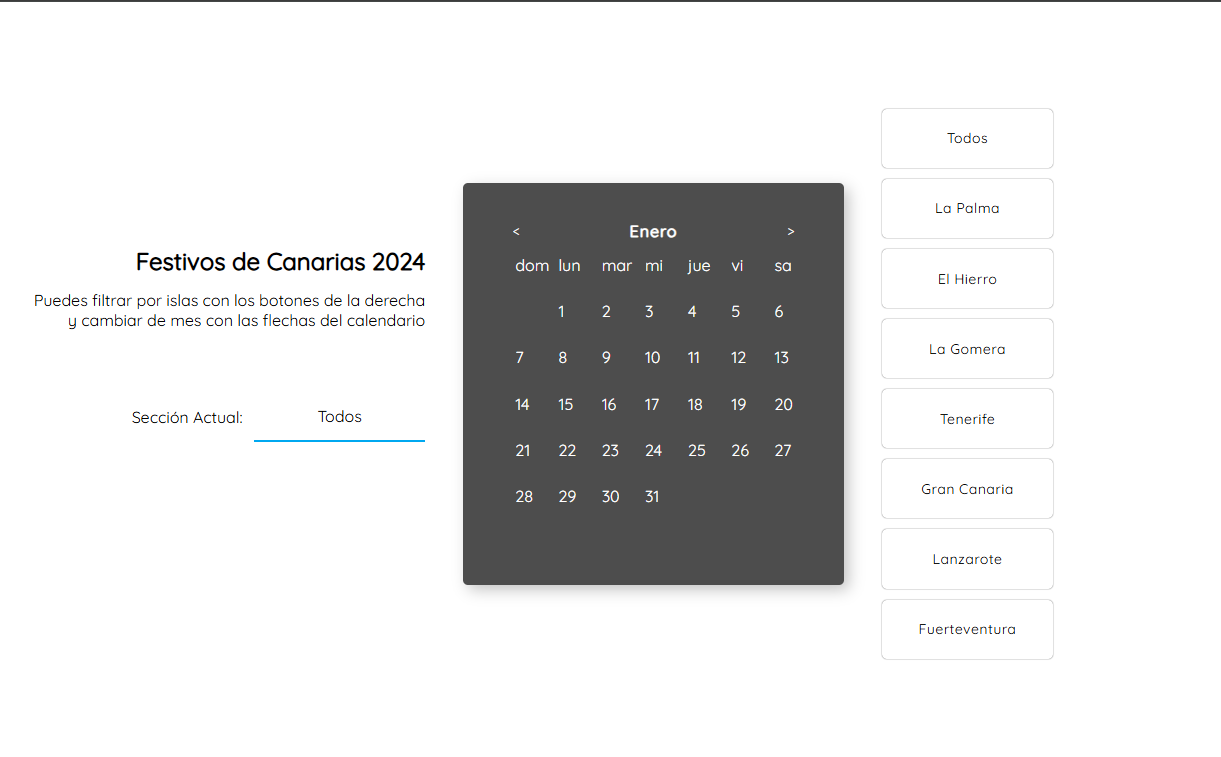 Festivos de Canarias 2024
Puedes filtrar por islas con los botones de la derecha
y cambiar de mes con las flechas del calendario
Sección Actual: Todos
< Enero >
dom lun mar mi jue vi sa
1 2 3 4 5 6
7 8 9 10 11 12 13
14 15 16 17 18 19 20
21 22 23 24 25 26 27
28 29 30 31
Todos
La Palma
El Hierro
La Gomera
Tenerife
Gran Canaria
Lanzarote
Fuerteventura